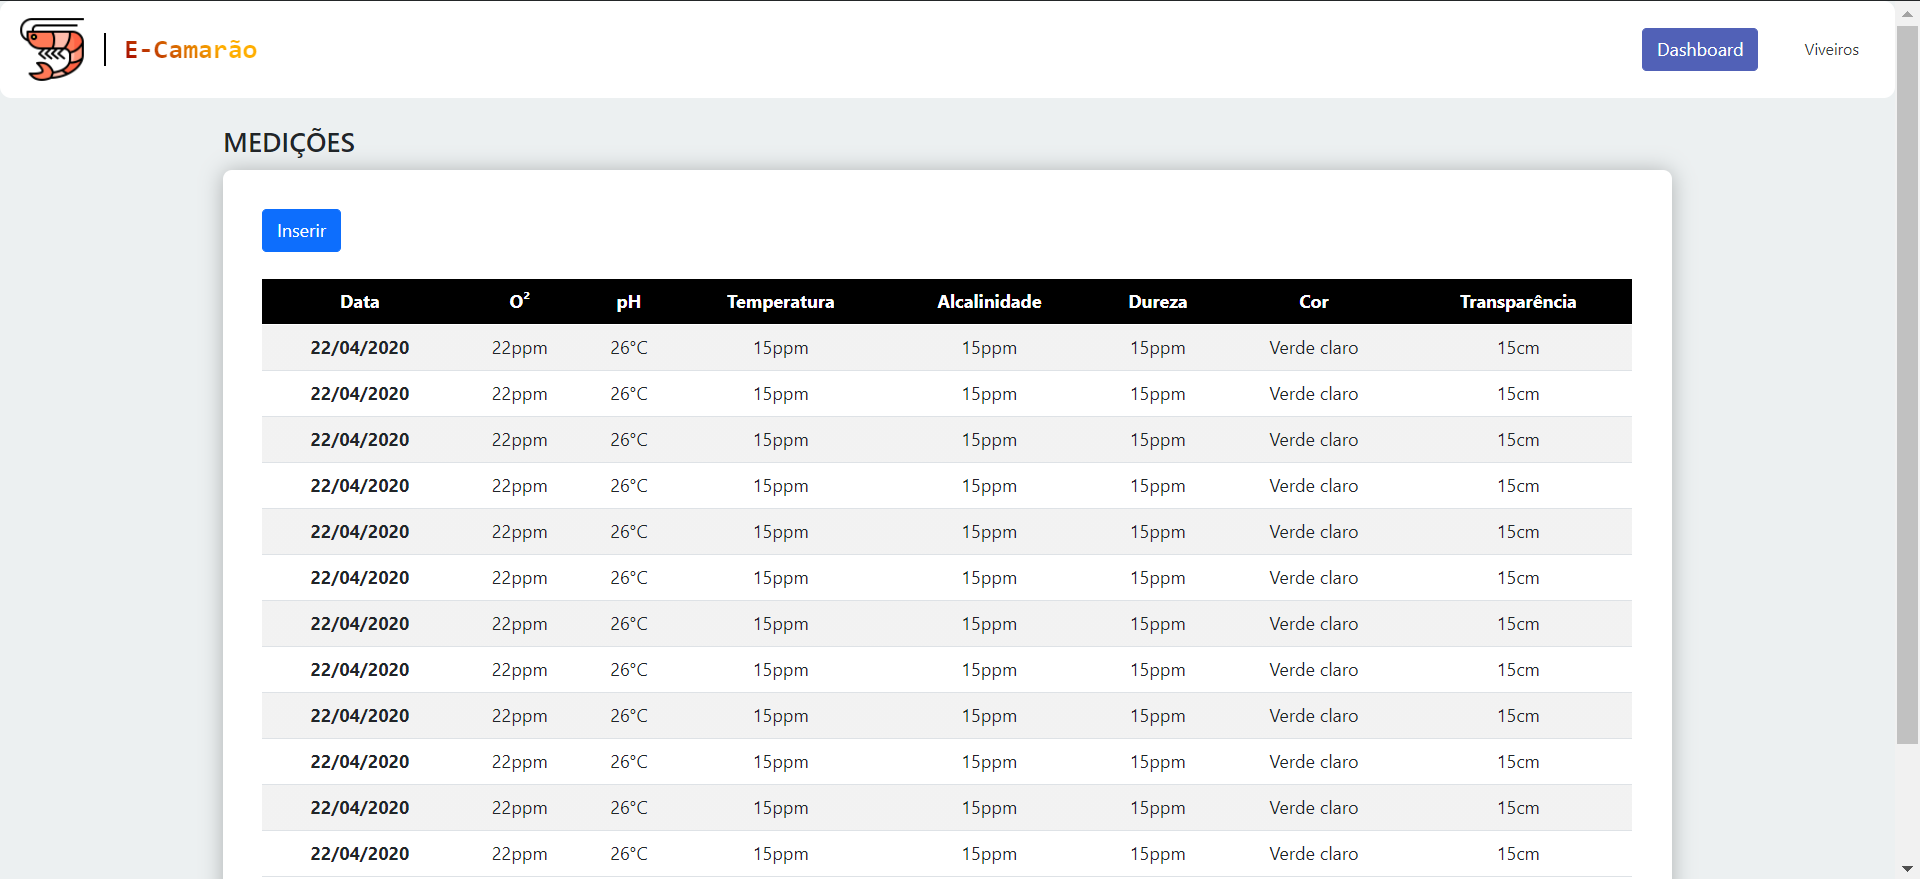 E-Camarão
Dashboard Viveiros
MEDIÇÕES
Inserir
Data O² pH Temperatura Alcalinidade Dureza Cor Transparência
22/04/2020 22ppm 26°C 15ppm 15ppm 15ppm Verde claro 15cm
22/04/2020 22ppm 26°C 15ppm 15ppm 15ppm Verde claro 15cm
22/04/2020 22ppm 26°C 15ppm 15ppm 15ppm Verde claro 15cm
22/04/2020 22ppm 26°C 15ppm 15ppm 15ppm Verde claro 15cm
22/04/2020 22ppm 26°C 15ppm 15ppm 15ppm Verde claro 15cm
22/04/2020 22ppm 26°C 15ppm 15ppm 15ppm Verde claro 15cm
22/04/2020 22ppm 26°C 15ppm 15ppm 15ppm Verde claro 15cm
22/04/2020 22ppm 26°C 15ppm 15ppm 15ppm Verde claro 15cm
22/04/2020 22ppm 26°C 15ppm 15ppm 15ppm Verde claro 15cm
22/04/2020 22ppm 26°C 15ppm 15ppm 15ppm Verde claro 15cm
22/04/2020 22ppm 26°C 15ppm 15ppm 15ppm Verde claro 15cm
22/04/2020 22ppm 26°C 15ppm 15ppm 15ppm Verde claro 15cm